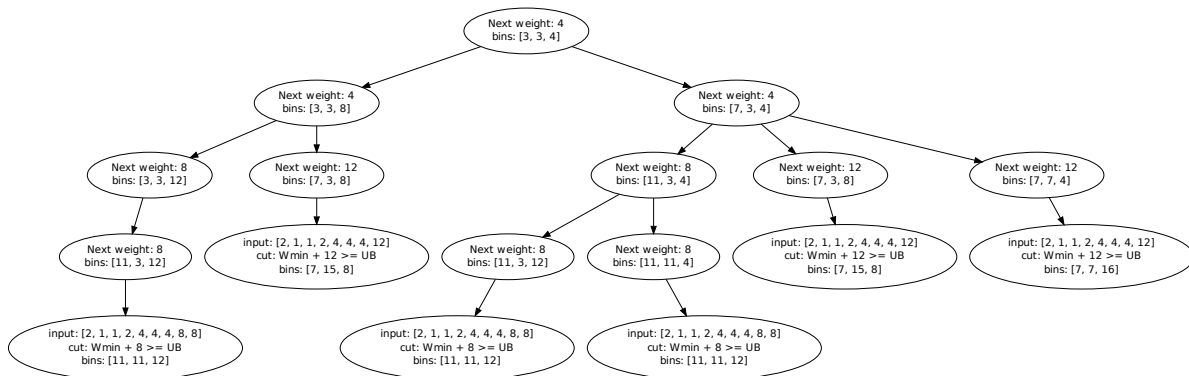 Next weight: 4
bins: [3, 3, 4]
Next weight: 4
bins: [3, 3, 8]
Next weight: 4
bins: [7, 3, 4]
Next weight: 8
bins: [3, 3, 12]
Next weight: 12
bins: [7, 3, 8]
Next weight: 8
bins: [11, 3, 4]
Next weight: 12
bins: [7, 3, 8]
Next weight: 12
bins: [7, 7, 4]
Next weight: 8
bins: [11, 3, 12]
input: [2, 1, 1, 2, 4, 4, 4, 12]
cut: Wmin + 12 >= UB
bins: [7, 15, 8]
Next weight: 8
bins: [11, 3, 12]
Next weight: 8
bins: [11, 11, 4]
input: [2, 1, 1, 2, 4, 4, 4, 12]
cut: Wmin + 12 >= UB
bins: [7, 15, 8]
input: [2, 1, 1, 2, 4, 4, 4, 12]
cut: Wmin + 12 >= UB
bins: [7, 7, 16]
input: [2, 1, 1, 2, 4, 4, 4, 8, 8]
cut: Wmin + 8 >= UB
bins: [11, 11, 12]
input: [2, 1, 1, 2, 4, 4, 4, 8, 8]
cut: Wmin + 8 >= UB
bins: [11, 11, 12]
input: [2, 1, 1, 2, 4, 4, 4, 8, 8]
cut: Wmin + 8 >= UB
bins: [11, 11, 12]